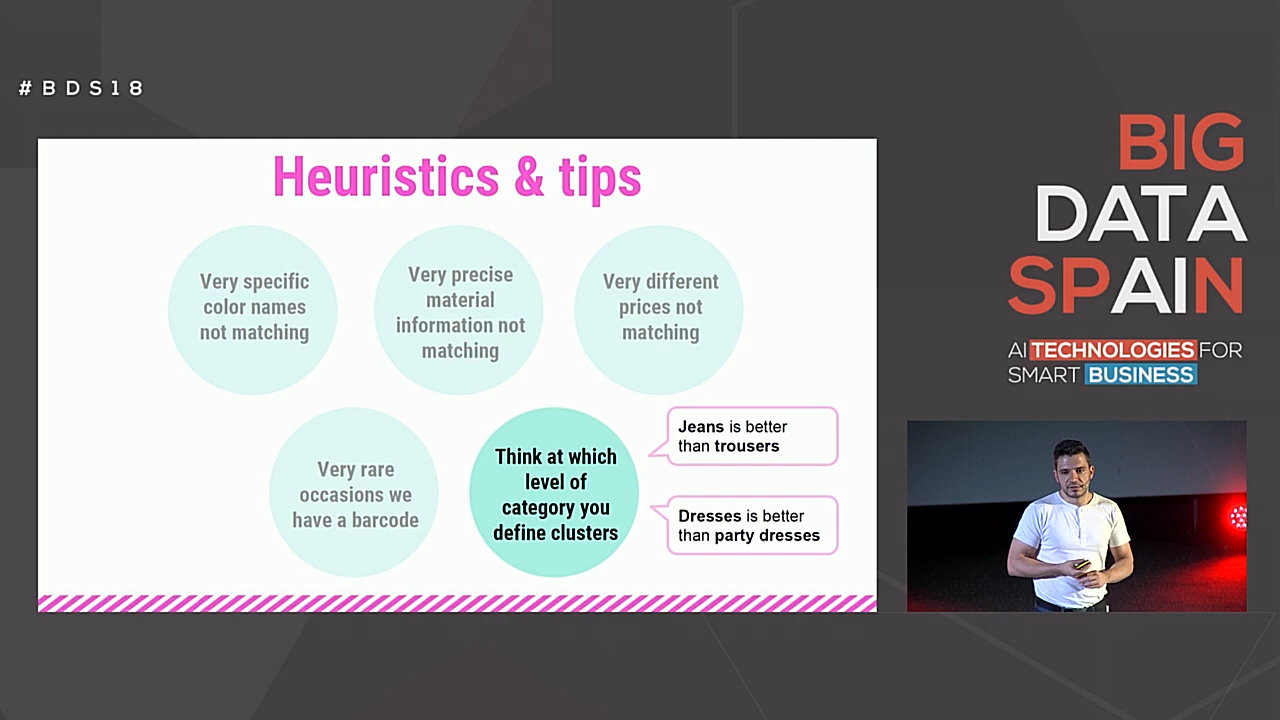 #BDS18
BIG
DATA
SPAIN
AI TECHNOLOGIES FOR
SMART BUSINESS
Heuristics & tips
Very specific
color names
not matching
Very precise
material
information not
matching
Very different
prices not
matching
Very rare
occasions we
have a barcode
Think at which
level of
category you
define clusters
Jeans is better
than trousers
Dresses is better
than party dresses